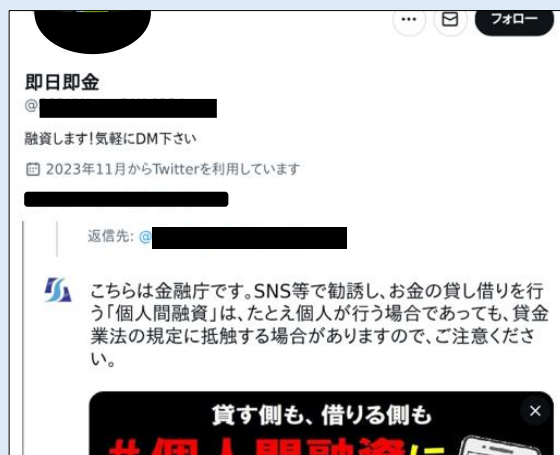 フォロー
即日即金
@
融資します!気軽にDM下さい
2023年11月からTwitterを利用しています
返信先: @
こちらは金融庁です。SNS等で勧誘し、お金の貸し借りを行
う「個人間融資」は、たとえ個人が行う場合であっても、貸金
業法の規定に抵触する場合がありますので、ご注意くださ
い。
貸す側も、借りる側も
#個人間融資に